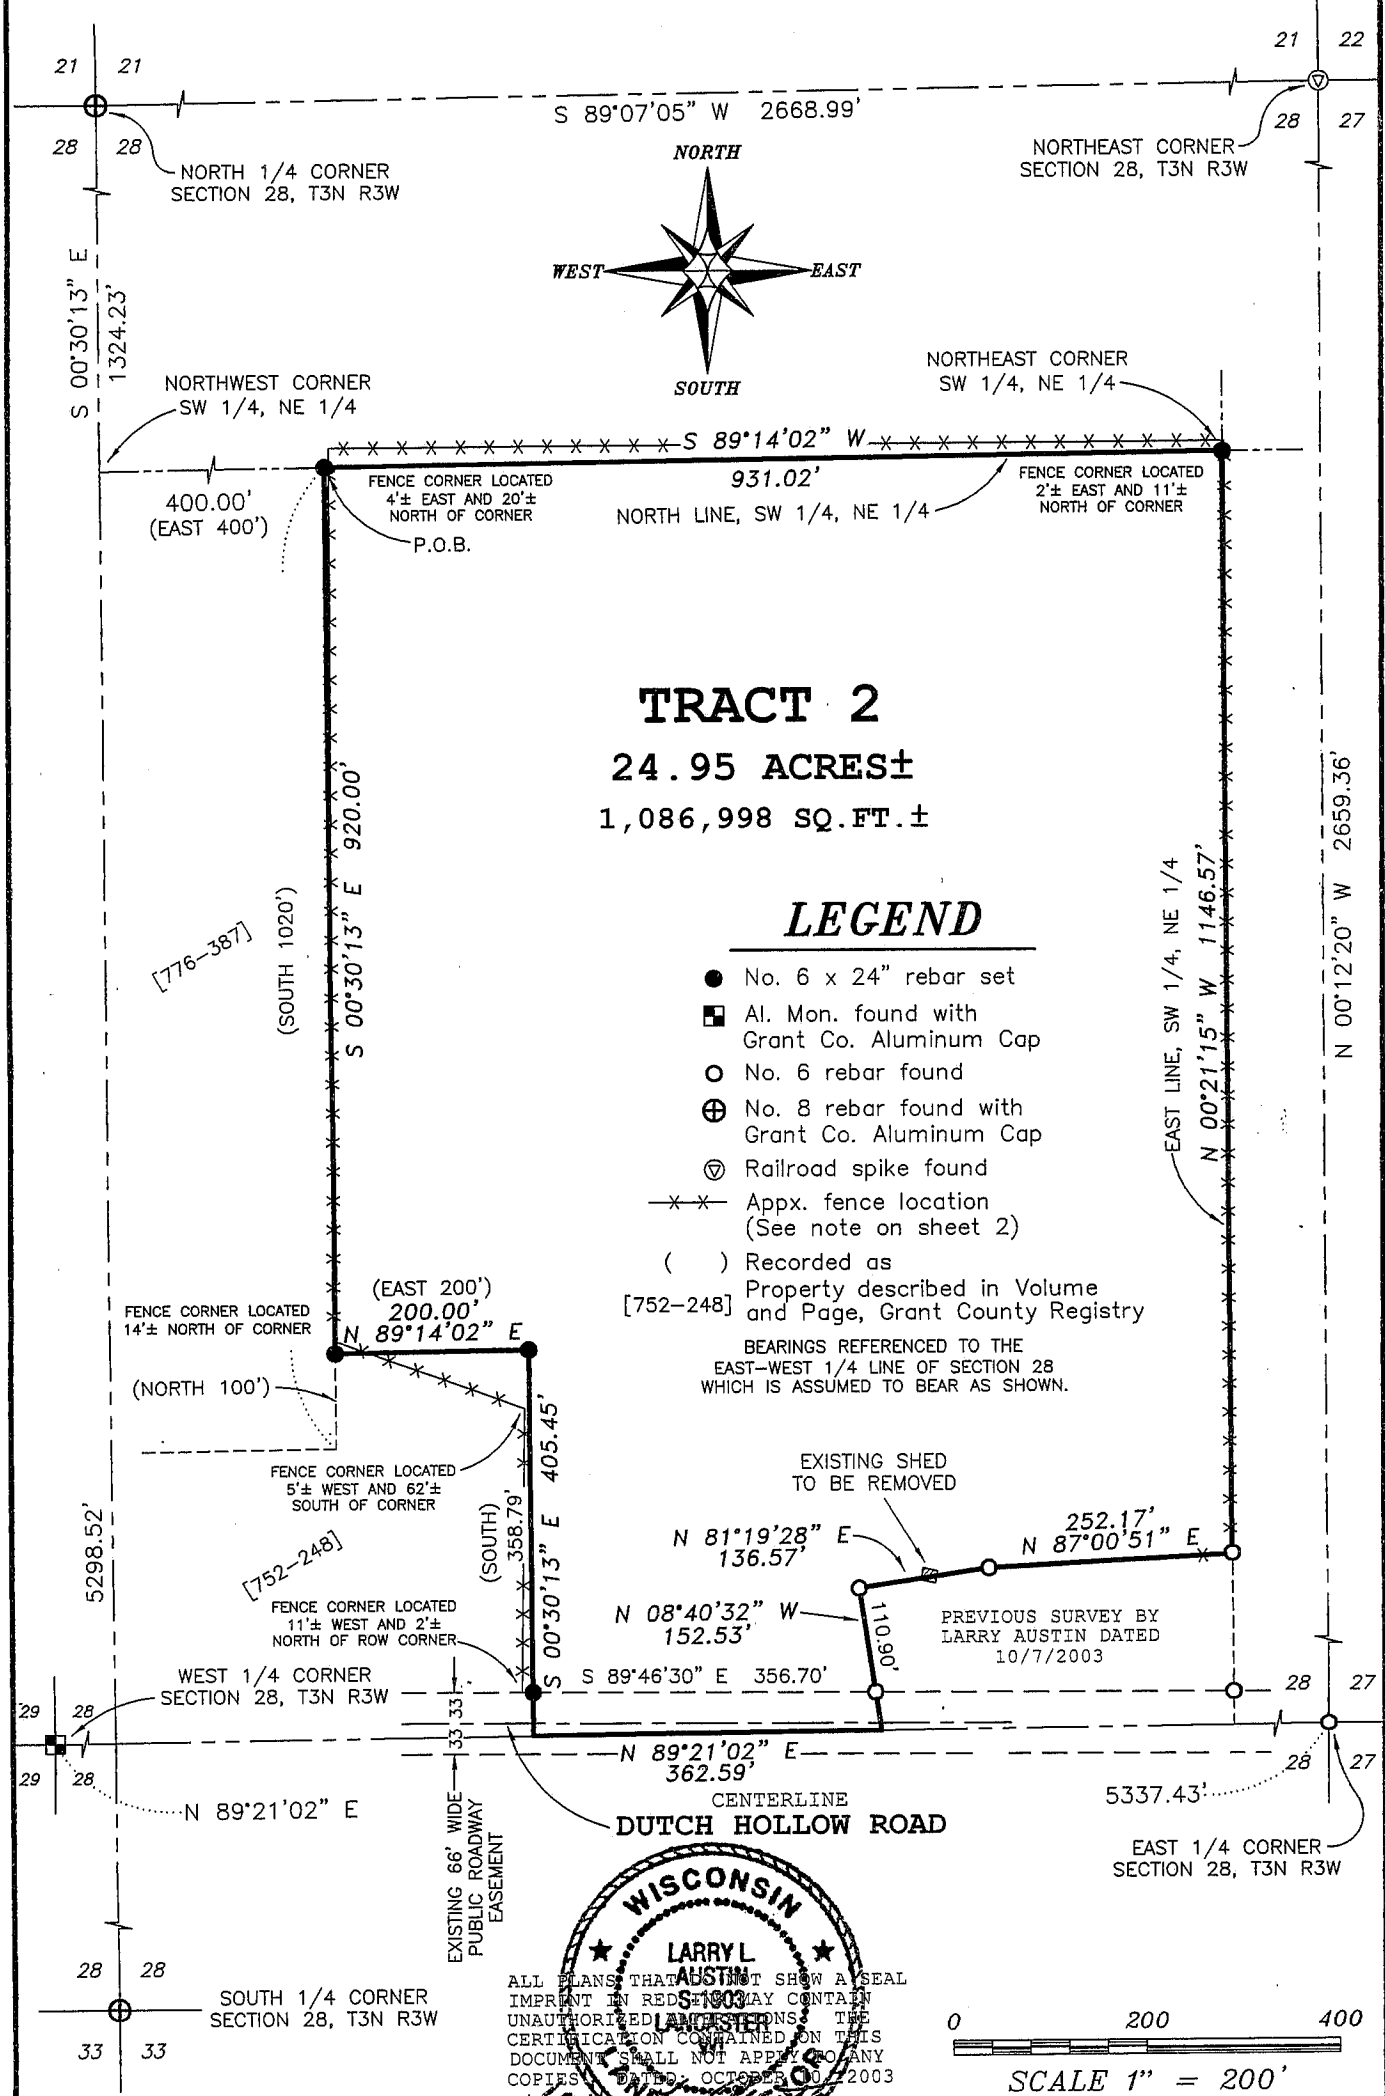 21 21
21 22
S 89°07'05" W 2668.99'
28 28
28 27
NORTH 1/4 CORNER
SECTION 28, T3N R3W
NORTHEAST CORNER
SECTION 28, T3N R3W
NORTH
WEST
EAST
SOUTH
S 00°30'13" E
1324.23'
NORTHWEST CORNER
SW 1/4, NE 1/4
NORTHEAST CORNER
SW 1/4, NE 1/4
S 89°14'02" W
931.02'
400.00'
(EAST 400')
FENCE CORNER LOCATED
4'± EAST AND 20'±
NORTH OF CORNER
P.O.B.
NORTH LINE, SW 1/4, NE 1/4
FENCE CORNER LOCATED
2'± EAST AND 11'±
NORTH OF CORNER
TRACT 2
24.95 ACRES±
1,086,998 SQ.FT.±
S 00°30'13" E 920.00'
(SOUTH 1020')
[776-387]
EAST LINE, SW 1/4, NE 1/4
N 00°21'15" W 1146.57'
N 00°12'20" W 2659.36'
LEGEND
No. 6 x 24" rebar set
Al. Mon. found with
Grant Co. Aluminum Cap
No. 6 rebar found
No. 8 rebar found with
Grant Co. Aluminum Cap
Railroad spike found
Appx. fence location
(See note on sheet 2)
( ) Recorded as
[752-248] Property described in Volume
and Page, Grant County Registry
BEARINGS REFERENCED TO THE
EAST-WEST 1/4 LINE OF SECTION 28
WHICH IS ASSUMED TO BEAR AS SHOWN.
(EAST 200')
200.00'
N 89°14'02" E
FENCE CORNER LOCATED
14'± NORTH OF CORNER
(NORTH 100')
FENCE CORNER LOCATED
5'± WEST AND 62'±
SOUTH OF CORNER
S 00°30'13" E 405.45'
(SOUTH)
358.79'
5298.52'
[752-248]
EXISTING SHED
TO BE REMOVED
N 81°19'28" E
136.57'
252.17'
N 87°00'51" E
N 08°40'32" W
152.53'
110.90'
PREVIOUS SURVEY BY
LARRY AUSTIN DATED
10/7/2003
FENCE CORNER LOCATED
11'± WEST AND 2'±
NORTH OF ROW CORNER
S 89°46'30" E 356.70'
WEST 1/4 CORNER
SECTION 28, T3N R3W
29 28
29 28
28 27
28 27
33 33
N 89°21'02" E
362.59'
N 89°21'02" E
5337.43'
CENTERLINE
DUTCH HOLLOW ROAD
EXISTING 66' WIDE
PUBLIC ROADWAY
EASEMENT
EAST 1/4 CORNER
SECTION 28, T3N R3W
WISCONSIN
LARRY L.
AUSTIN
S-1903
LANCASTER
WI
LAND SURVEYOR
ALL PLANS THAT DO NOT SHOW A SEAL
IMPRINT IN RED INK MAY CONTAIN
UNAUTHORIZED ALTERATIONS. THE
CERTIFICATION CONTAINED ON THIS
DOCUMENT SHALL NOT APPLY TO ANY
COPIES. DATED: OCTOBER 10, 2003
28 28
SOUTH 1/4 CORNER
SECTION 28, T3N R3W
33 33
0 200 400
SCALE 1" = 200'